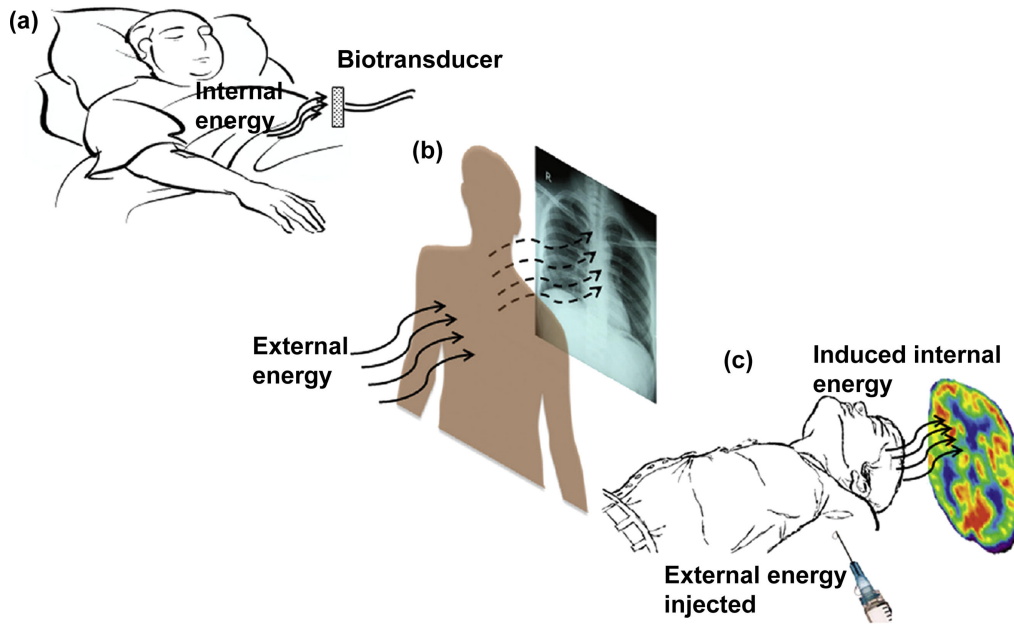 (a)
Biotransducer
Internal
energy
(b)
R
External
energy
(c)
Induced internal
energy
External energy
injected